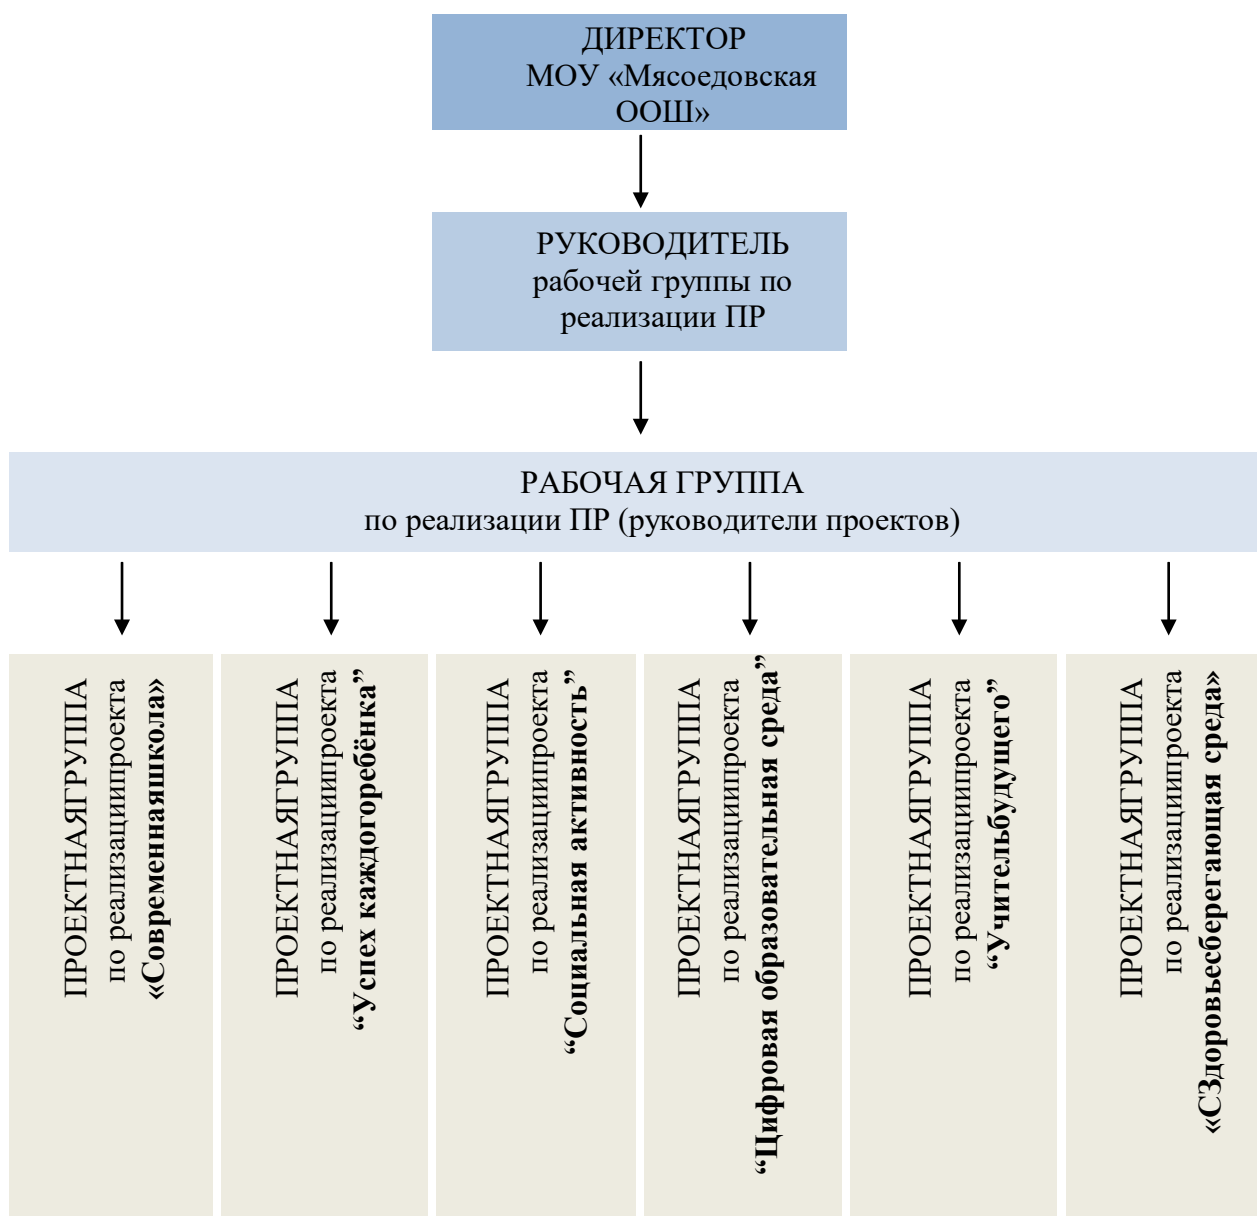 ДИРЕКТОР
МОУ «Мясоедовская
ООШ»
РУКОВОДИТЕЛЬ
рабочей группы по
реализации ПР
РАБОЧАЯ ГРУППА
по реализации ПР (руководители проектов)
ПРОЕКТНАЯГРУППА
по реализациипроекта
«Современнаяшкола»
ПРОЕКТНАЯГРУППА
по реализациипроекта
“Успех каждогоребёнка”
ПРОЕКТНАЯГРУППА
по реализациипроекта
“Социальная активность”
ПРОЕКТНАЯГРУППА
по реализациипроекта
“Цифровая образовательная среда”
ПРОЕКТНАЯГРУППА
по реализациипроекта
“Учительбудущего”
ПРОЕКТНАЯГРУППА
по реализациипроекта
«СЗдоровьесберегающая среда»